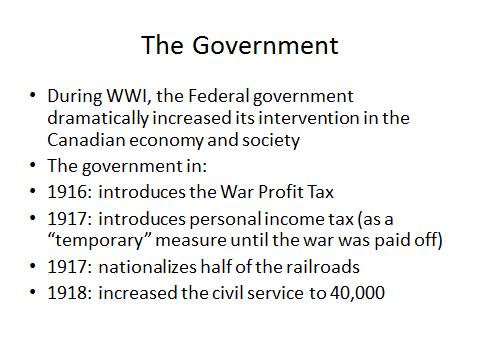 The Government
• During WWI, the Federal government
dramatically increased its intervention in the
Canadian economy and society
• The government in:
• 1916: introduces the War Profit Tax
• 1917: introduces personal income tax (as a
“temporary” measure until the war was paid off)
• 1917: nationalizes half of the railroads
• 1918: increased the civil service to 40,000